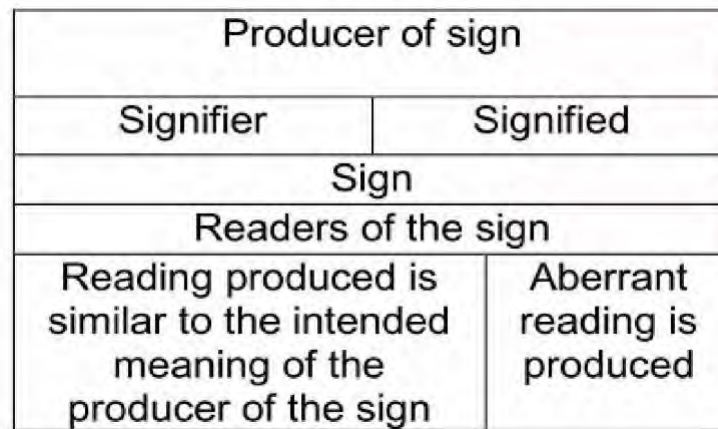 Producer of sign
Signifier
Signified
Sign
Readers of the sign
Reading produced is
similar to the intended
meaning of the
producer of the sign
Aberrant
reading is
produced